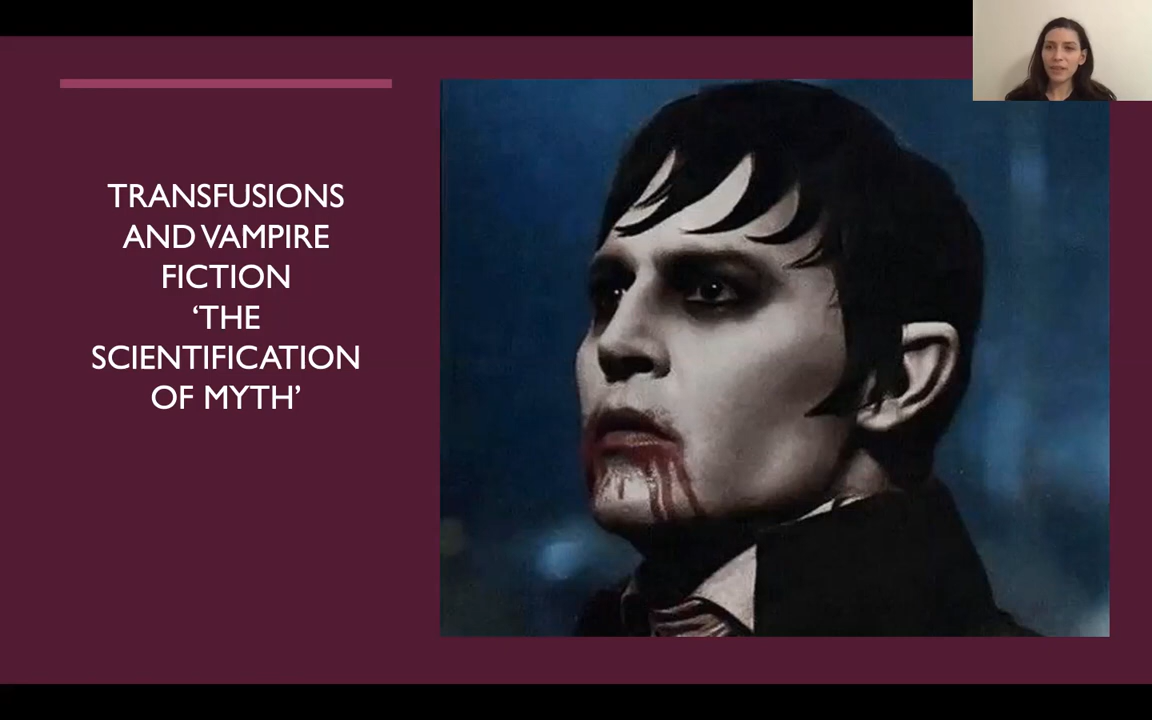 TRANSFUSIONS
AND VAMPIRE
FICTION
‘THE
SCIENTIFICATION
OF MYTH’